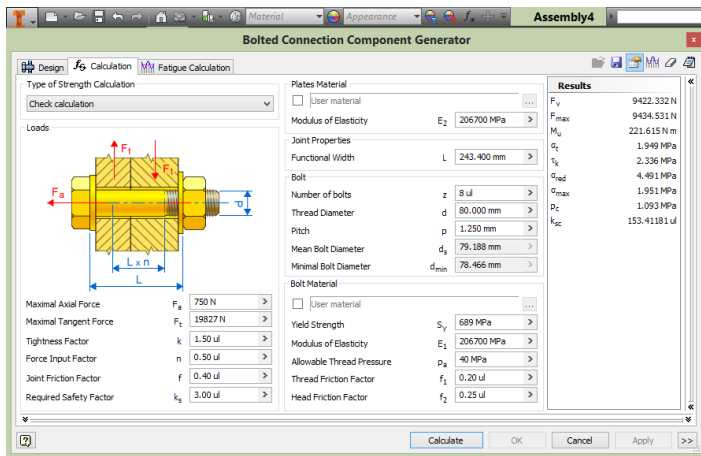 Material Appearance fx Assembly4
Bolted Connection Component Generator
Design fG Calculation Fatigue Calculation
Type of Strength Calculation
Check calculation
Loads
Ft
Ft
Fa
d
L x n
L
Maximal Axial Force Fa 750 N >
Maximal Tangent Force Ft 19827 N >
Tightness Factor k 1.50 ul >
Force Input Factor n 0.50 ul >
Joint Friction Factor f 0.40 ul >
Required Safety Factor ks 3.00 ul >
Plates Material
User material ...
Modulus of Elasticity E2 206700 MPa >
Joint Properties
Functional Width L 243.400 mm >
Bolt
Number of bolts z 8 ul >
Thread Diameter d 80.000 mm >
Pitch p 1.250 mm >
Mean Bolt Diameter ds 79.188 mm >
Minimal Bolt Diameter dmin 78.466 mm >
Bolt Material
User material ...
Yield Strength Sy 689 MPa >
Modulus of Elasticity E1 206700 MPa >
Allowable Thread Pressure pa 40 MPa >
Thread Friction Factor f1 0.20 ul >
Head Friction Factor f2 0.25 ul >
Results
Fv 9422.332 N
Fmax 9434.531 N
Mu 221.615 N m
σt 1.949 MPa
τk 2.336 MPa
σred 4.491 MPa
σmax 1.951 MPa
pc 1.093 MPa
ksc 153.41181 ul
Calculate OK Cancel Apply >>